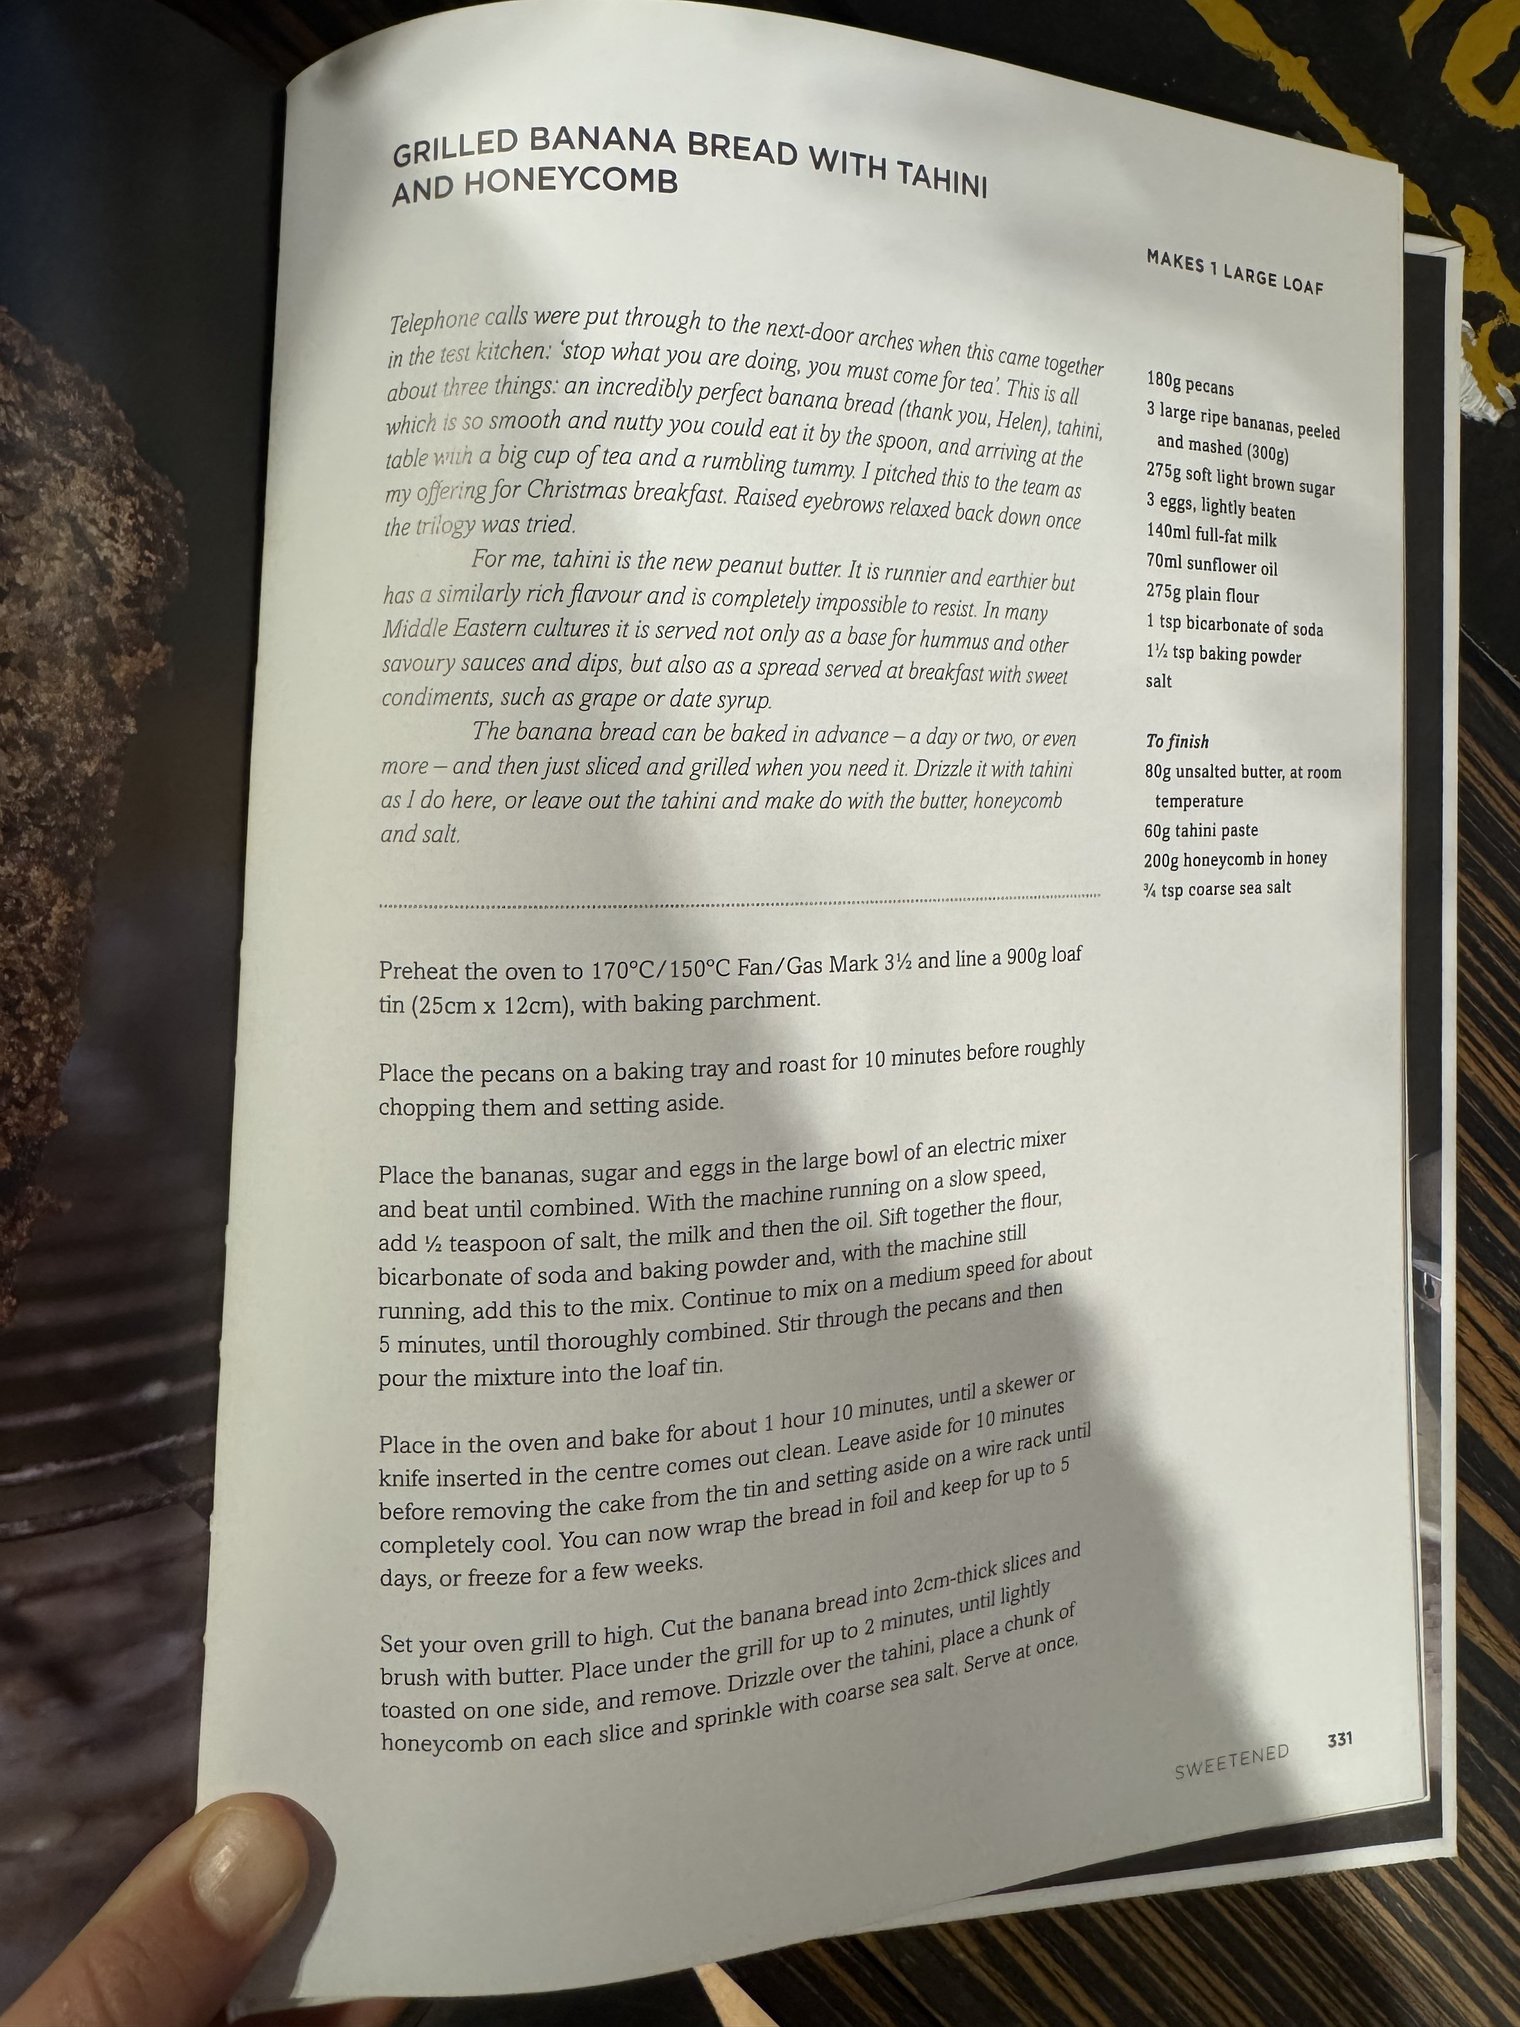 GRILLED BANANA BREAD WITH TAHINI
AND HONEYCOMB
MAKES 1 LARGE LOAF
Telephone calls were put through to the next-door arches when this came together
in the test kitchen: ‘stop what you are doing, you must come for tea’. This is all
about three things: an incredibly perfect banana bread (thank you, Helen), tahini,
which is so smooth and nutty you could eat it by the spoon, and arriving at the
table with a big cup of tea and a rumbling tummy. I pitched this to the team as
my offering for Christmas breakfast. Raised eyebrows relaxed back down once
the trilogy was tried.
For me, tahini is the new peanut butter. It is runnier and earthier but
has a similarly rich flavour and is completely impossible to resist. In many
Middle Eastern cultures it is served not only as a base for hummus and other
savoury sauces and dips, but also as a spread served at breakfast with sweet
condiments, such as grape or date syrup.
The banana bread can be baked in advance – a day or two, or even
more – and then just sliced and grilled when you need it. Drizzle it with tahini
as I do here, or leave out the tahini and make do with the butter, honeycomb
and salt.
180g pecans
3 large ripe bananas, peeled
and mashed (300g)
275g soft light brown sugar
3 eggs, lightly beaten
140ml full-fat milk
70ml sunflower oil
275g plain flour
1 tsp bicarbonate of soda
1½ tsp baking powder
salt
To finish
80g unsalted butter, at room
temperature
60g tahini paste
200g honeycomb in honey
¾ tsp coarse sea salt
Preheat the oven to 170°C/150°C Fan/Gas Mark 3½ and line a 900g loaf
tin (25cm x 12cm), with baking parchment.
Place the pecans on a baking tray and roast for 10 minutes before roughly
chopping them and setting aside.
Place the bananas, sugar and eggs in the large bowl of an electric mixer
and beat until combined. With the machine running on a slow speed,
add ½ teaspoon of salt, the milk and then the oil. Sift together the flour,
bicarbonate of soda and baking powder and, with the machine still
running, add this to the mix. Continue to mix on a medium speed for about
5 minutes, until thoroughly combined. Stir through the pecans and then
pour the mixture into the loaf tin.
Place in the oven and bake for about 1 hour 10 minutes, until a skewer or
knife inserted in the centre comes out clean. Leave aside for 10 minutes
before removing the cake from the tin and setting aside on a wire rack until
completely cool. You can now wrap the bread in foil and keep for up to 5
days, or freeze for a few weeks.
Set your oven grill to high. Cut the banana bread into 2cm-thick slices and
brush with butter. Place under the grill for up to 2 minutes, until lightly
toasted on one side, and remove. Drizzle over the tahini, place a chunk of
honeycomb on each slice and sprinkle with coarse sea salt. Serve at once.
SWEETENED 331